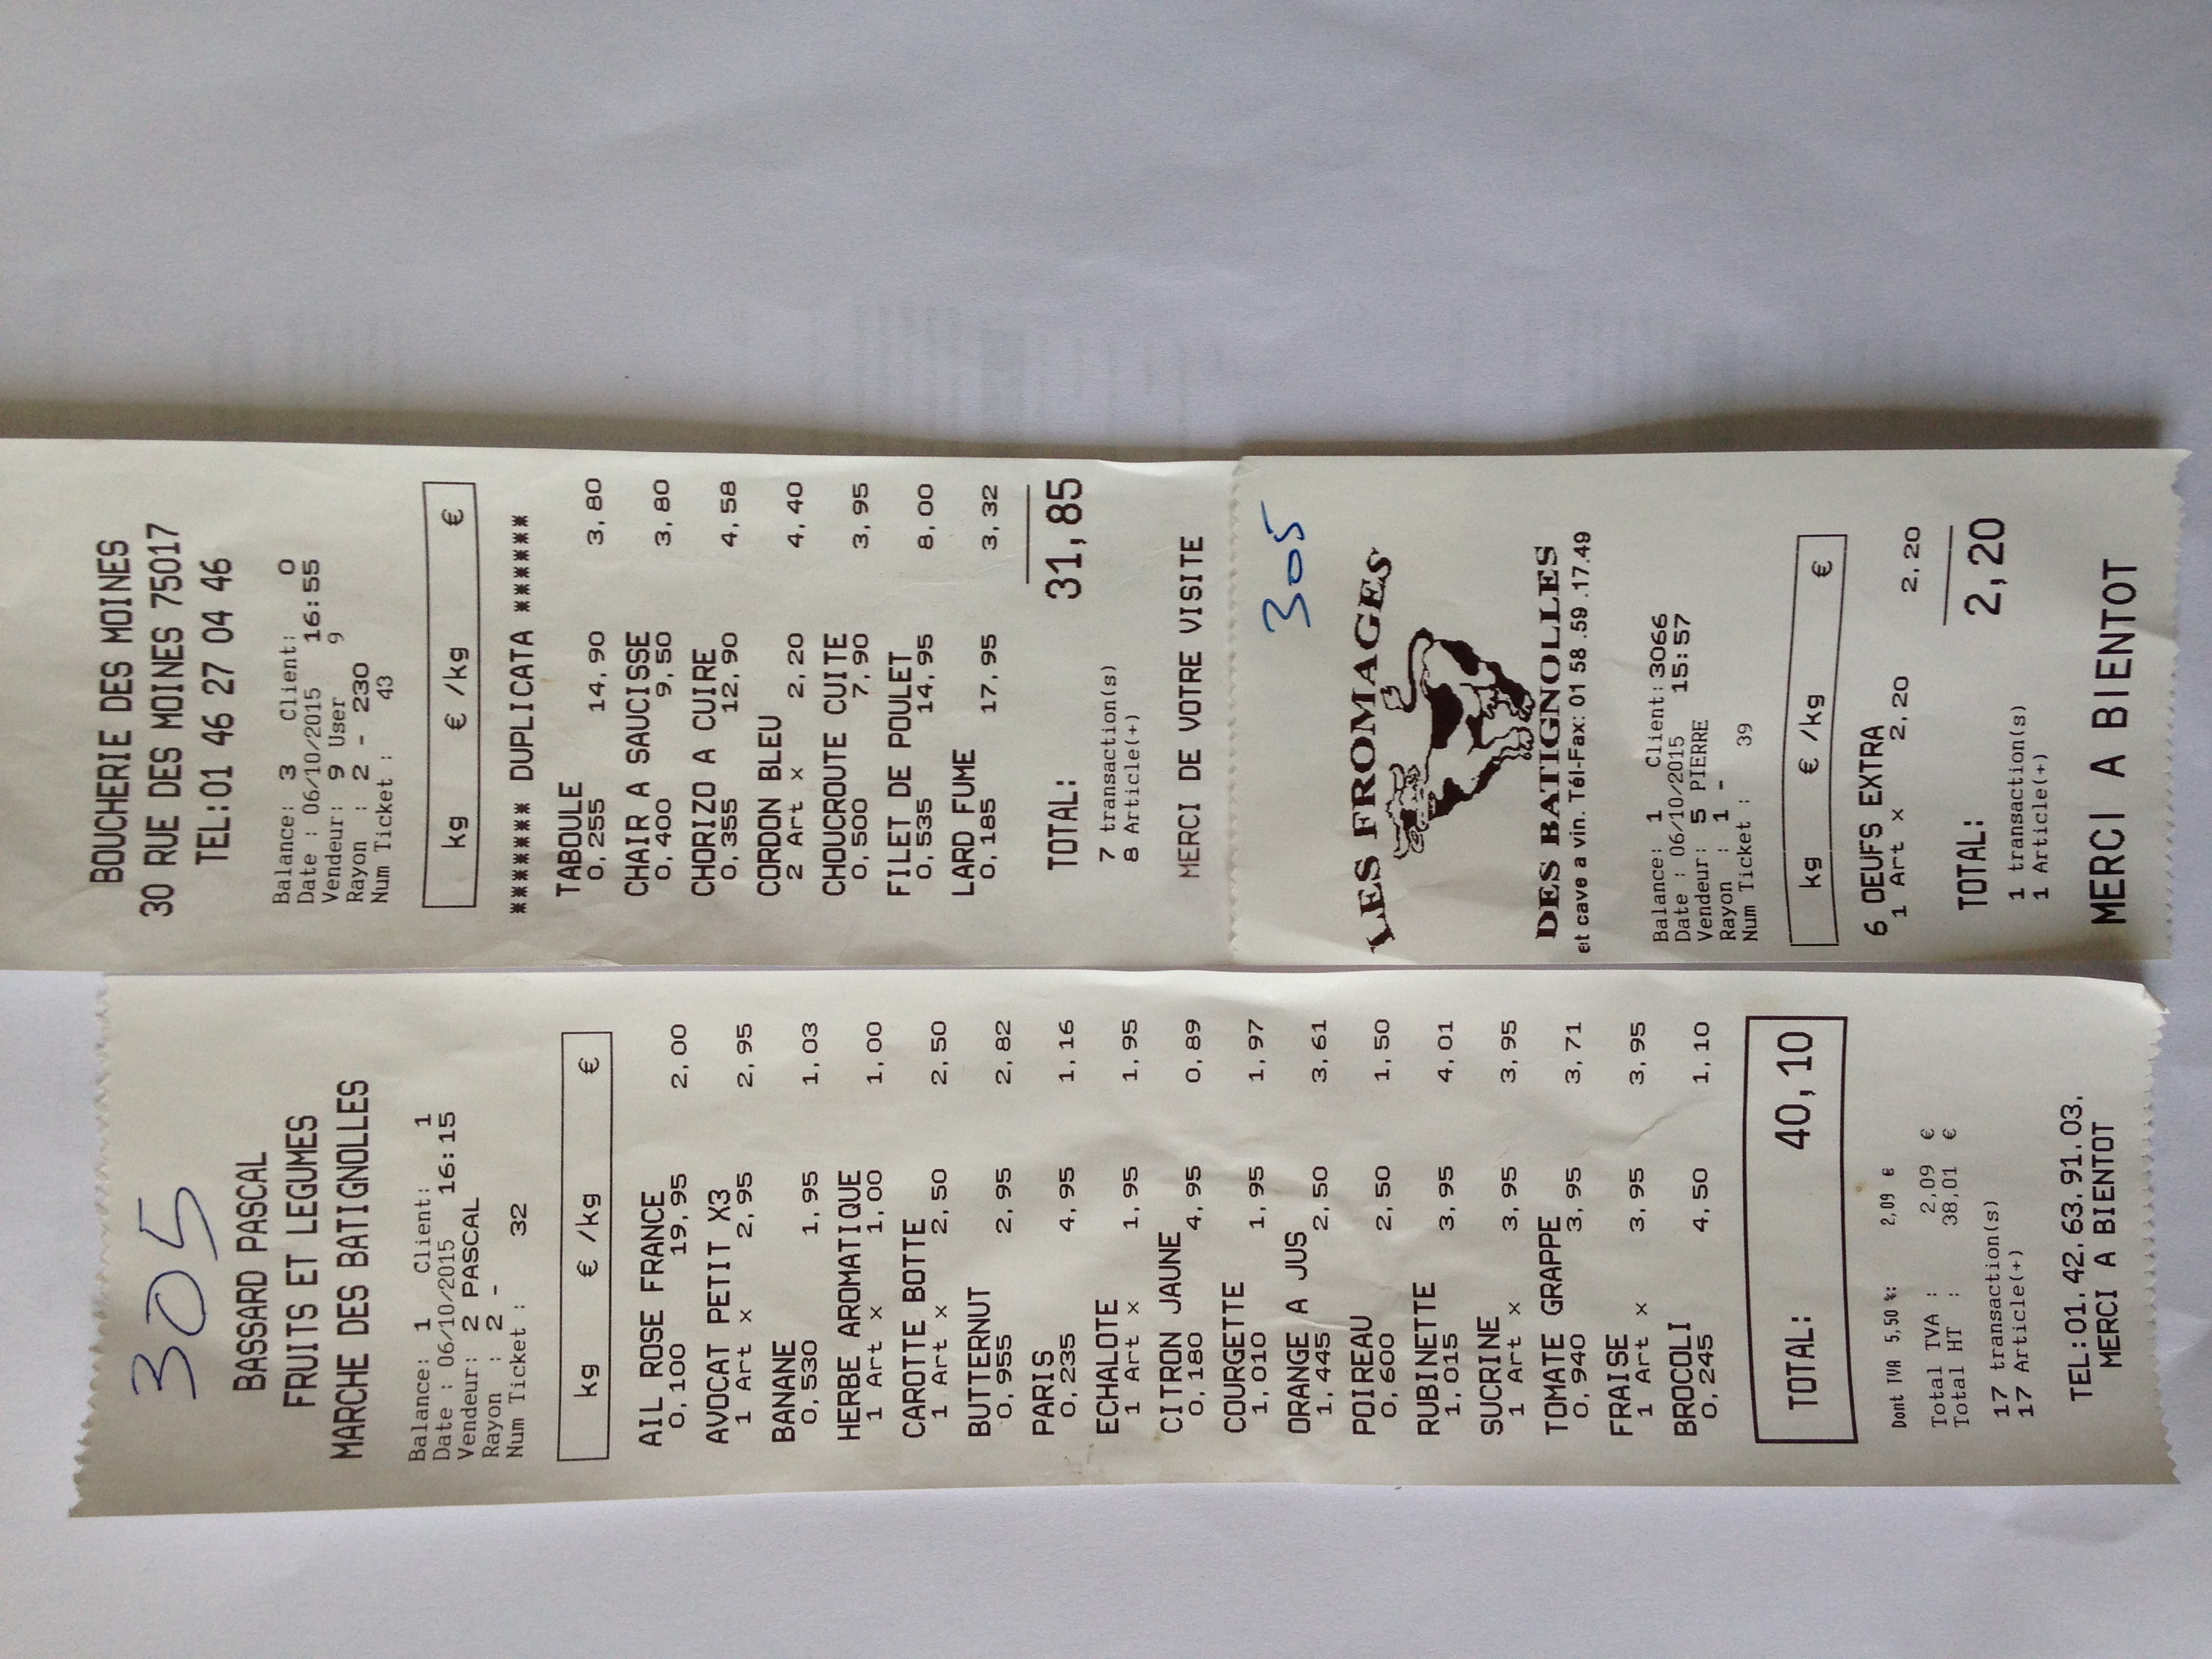 305
BASSARD PASCAL
FRUITS ET LEGUMES
MARCHE DES BATIGNOLLES
Balance: 1 Client: 1
Date : 06/10/2015 16:15
Vendeur: 2 PASCAL
Rayon : 2 -
Num Ticket : 32
kg € /kg €
AIL ROSE FRANCE
0,100 19,95 2,00
AVOCAT PETIT X3
1 Art x 2,95 2,95
BANANE
0,530 1,95 1,03
HERBE AROMATIQUE
1 Art x 1,00 1,00
CAROTTE BOTTE
1 Art x 2,50 2,50
BUTTERNUT
0,955 2,95 2,82
PARIS
0,235 4,95 1,16
ECHALOTE
1 Art x 1,95 1,95
CITRON JAUNE
0,180 4,95 0,89
COURGETTE
1,010 1,95 1,97
ORANGE A JUS
1,445 2,50 3,61
POIREAU
0,600 2,50 1,50
RUBINETTE
1,015 3,95 4,01
SUCRINE
1 Art x 3,95 3,95
TOMATE GRAPPE
0,940 3,95 3,71
FRAISE
1 Art x 3,95 3,95
BROCOLI
0,245 4,50 1,10
TOTAL: 40,10
Dont TVA 5,50 %: 2,09 €
Total TVA : 2,09 €
Total HT : 38,01 €
17 transaction(s)
17 Article(+)
TEL:01.42.63.91.03.
MERCI A BIENTOT
BOUCHERIE DES MOINES
30 RUE DES MOINES 75017
TEL:01 46 27 04 46
Balance: 3 Client: 0
Date : 06/10/2015 16:55
Vendeur: 9 User 9
Rayon : 2 - 230
Num Ticket : 43
kg € /kg €
******* DUPLICATA ******
TABOULE
0,255 14,90 3,80
CHAIR A SAUCISSE
0,400 9,50 3,80
CHORIZO A CUIRE
0,355 12,90 4,58
CORDON BLEU
2 Art x 2,20 4,40
CHOUCROUTE CUITE
0,500 7,90 3,95
FILET DE POULET
0,535 14,95 8,00
LARD FUME
0,185 17,95 3,32
TOTAL: 31,85
7 transaction(s)
8 Article(+)
MERCI DE VOTRE VISITE
305
LES FROMAGES
DES BATIGNOLLES
et cave a vin. Tél-Fax: 01 58 .59 .17.49
Balance: 1 Client: 3066
Date : 06/10/2015 15:57
Vendeur: 5 PIERRE
Rayon : 1 -
Num Ticket : 39
kg € /kg €
6 OEUFS EXTRA
1 Art x 2,20 2,20
TOTAL: 2,20
1 transaction(s)
1 Article(+)
MERCI A BIENTOT